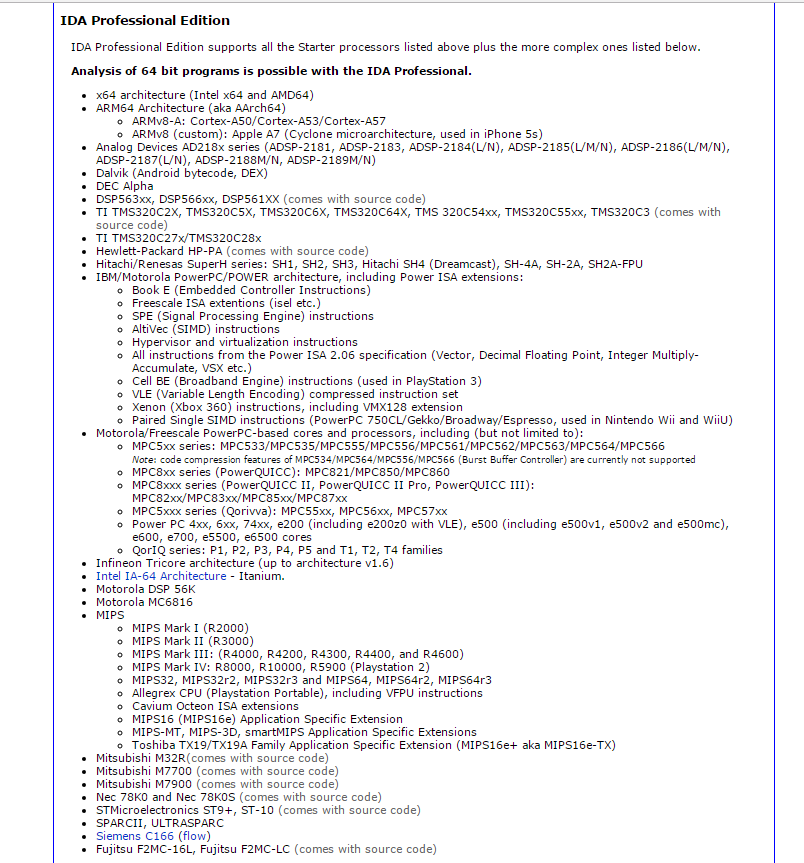 IDA Professional Edition
IDA Professional Edition supports all the Starter processors listed above plus the more complex ones listed below.
Analysis of 64 bit programs is possible with the IDA Professional.
x64 architecture (Intel x64 and AMD64)
ARM64 Architecture (aka AArch64)
ARMv8-A: Cortex-A50/Cortex-A53/Cortex-A57
ARMv8 (custom): Apple A7 (Cyclone microarchitecture, used in iPhone 5s)
Analog Devices AD218x series (ADSP-2181, ADSP-2183, ADSP-2184(L/N), ADSP-2185(L/M/N), ADSP-2186(L/M/N),
ADSP-2187(L/N), ADSP-2188M/N, ADSP-2189M/N)
Dalvik (Android bytecode, DEX)
DEC Alpha
DSP563xx, DSP566xx, DSP561XX (comes with source code)
TI TMS320C2X, TMS320C5X, TMS320C6X, TMS320C64X, TMS 320C54xx, TMS320C55xx, TMS320C3 (comes with
source code)
TI TMS320C27x/TMS320C28x
Hewlett-Packard HP-PA (comes with source code)
Hitachi/Renesas SuperH series: SH1, SH2, SH3, Hitachi SH4 (Dreamcast), SH-4A, SH-2A, SH2A-FPU
IBM/Motorola PowerPC/POWER architecture, including Power ISA extensions:
Book E (Embedded Controller Instructions)
Freescale ISA extentions (isel etc.)
SPE (Signal Processing Engine) instructions
AltiVec (SIMD) instructions
Hypervisor and virtualization instructions
All instructions from the Power ISA 2.06 specification (Vector, Decimal Floating Point, Integer Multiply-
Accumulate, VSX etc.)
Cell BE (Broadband Engine) instructions (used in PlayStation 3)
VLE (Variable Length Encoding) compressed instruction set
Xenon (Xbox 360) instructions, including VMX128 extension
Paired Single SIMD instructions (PowerPC 750CL/Gekko/Broadway/Espresso, used in Nintendo Wii and WiiU)
Motorola/Freescale PowerPC-based cores and processors, including (but not limited to):
MPC5xx series: MPC533/MPC535/MPC555/MPC556/MPC561/MPC562/MPC563/MPC564/MPC566
Note: code compression features of MPC534/MPC564/MPC556/MPC566 (Burst Buffer Controller) are currently not supported
MPC8xx series (PowerQUICC): MPC821/MPC850/MPC860
MPC8xxx series (PowerQUICC II, PowerQUICC II Pro, PowerQUICC III):
MPC82xx/MPC83xx/MPC85xx/MPC87xx
MPC5xxx series (Qorivva): MPC55xx, MPC56xx, MPC57xx
Power PC 4xx, 6xx, 74xx, e200 (including e200z0 with VLE), e500 (including e500v1, e500v2 and e500mc),
e600, e700, e5500, e6500 cores
QorIQ series: P1, P2, P3, P4, P5 and T1, T2, T4 families
Infineon Tricore architecture (up to architecture v1.6)
Intel IA-64 Architecture - Itanium.
Motorola DSP 56K
Motorola MC6816
MIPS
MIPS Mark I (R2000)
MIPS Mark II (R3000)
MIPS Mark III: (R4000, R4200, R4300, R4400, and R4600)
MIPS Mark IV: R8000, R10000, R5900 (Playstation 2)
MIPS32, MIPS32r2, MIPS32r3 and MIPS64, MIPS64r2, MIPS64r3
Allegrex CPU (Playstation Portable), including VFPU instructions
Cavium Octeon ISA extensions
MIPS16 (MIPS16e) Application Specific Extension
MIPS-MT, MIPS-3D, smartMIPS Application Specific Extensions
Toshiba TX19/TX19A Family Application Specific Extension (MIPS16e+ aka MIPS16e-TX)
Mitsubishi M32R(comes with source code)
Mitsubishi M7700 (comes with source code)
Mitsubishi M7900 (comes with source code)
Nec 78K0 and Nec 78K0S (comes with source code)
STMicroelectronics ST9+, ST-10 (comes with source code)
SPARCII, ULTRASPARC
Siemens C166 (flow)
Fujitsu F2MC-16L, Fujitsu F2MC-LC (comes with source code)